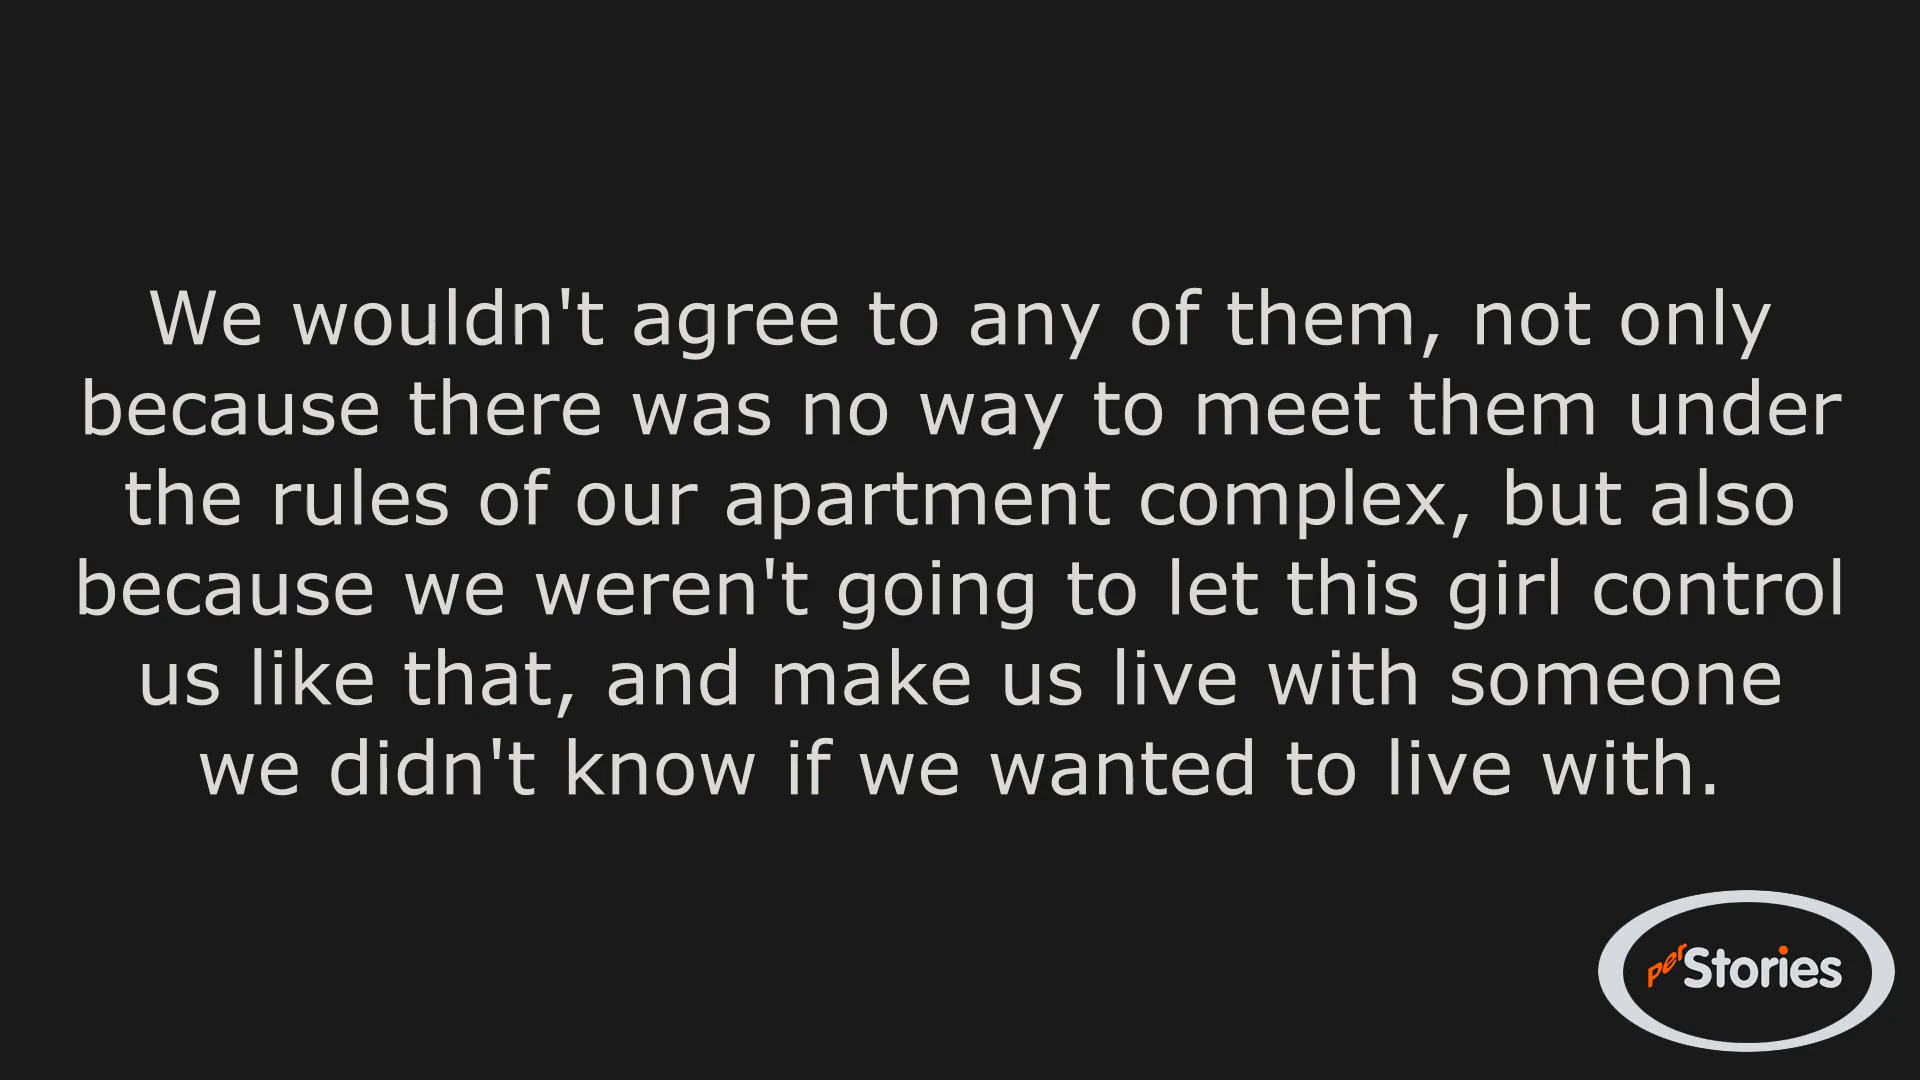 We wouldn't agree to any of them, not only
because there was no way to meet them under
the rules of our apartment complex, but also
because we weren't going to let this girl control
us like that, and make us live with someone
we didn't know if we wanted to live with.
perStories